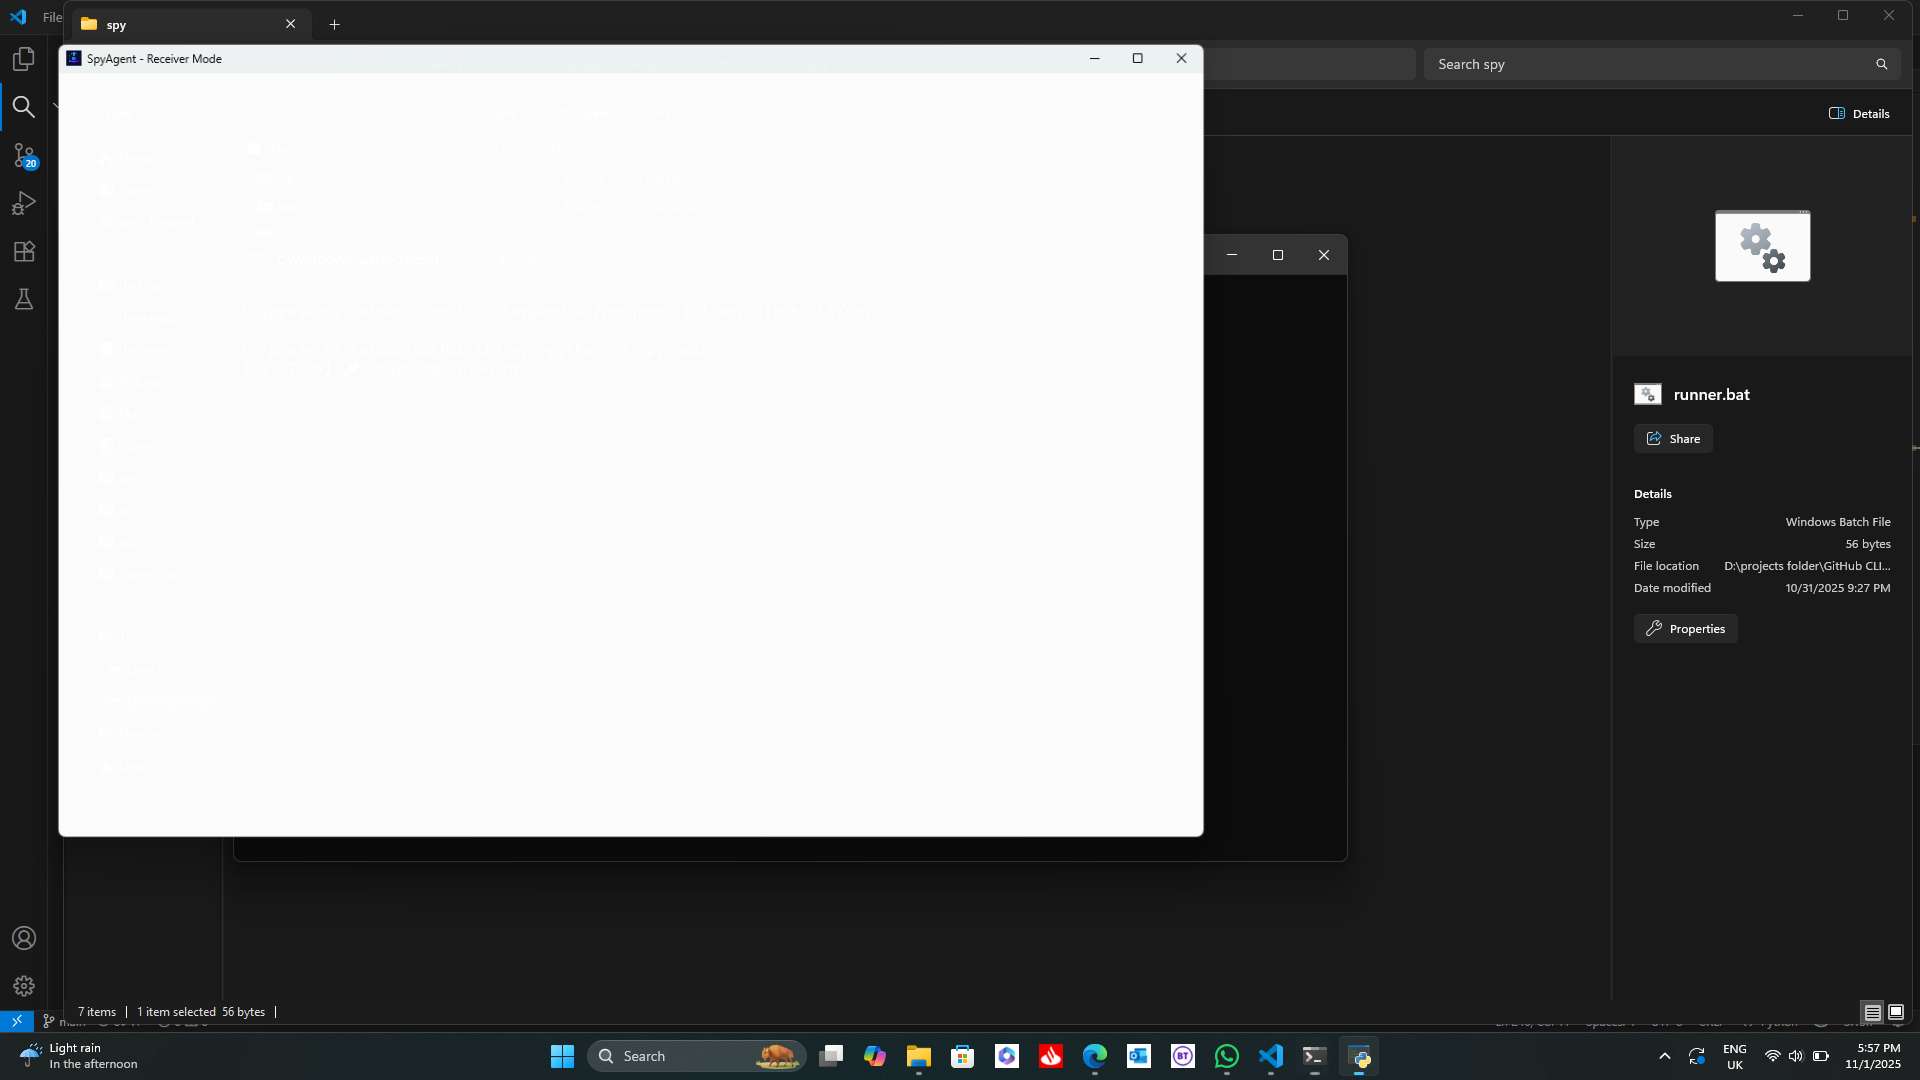 File
spy
SpyAgent - Receiver Mode
Search spy
Details
20
runner.bat
Share
Details
Type Windows Batch File
Size 56 bytes
File location D:\projects folder\GitHub CLI...
Date modified 10/31/2025 9:27 PM
Properties
7 items 1 item selected 56 bytes
Light rain
In the afternoon
Search
BT
ENG
UK
5:57 PM
11/1/2025